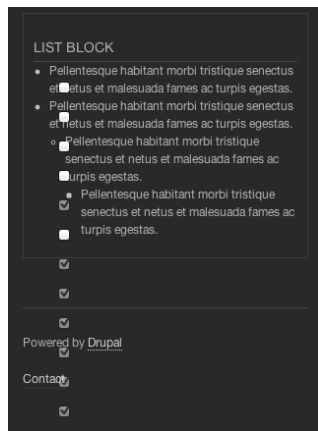 LIST BLOCK
Pellentesque habitant morbi tristique senectus
et netus et malesuada fames ac turpis egestas.
Pellentesque habitant morbi tristique senectus
et netus et malesuada fames ac turpis egestas.
Pellentesque habitant morbi tristique
senectus et netus et malesuada fames ac
turpis egestas.
Pellentesque habitant morbi tristique
senectus et netus et malesuada fames ac
turpis egestas.
Powered by Drupal
Contact